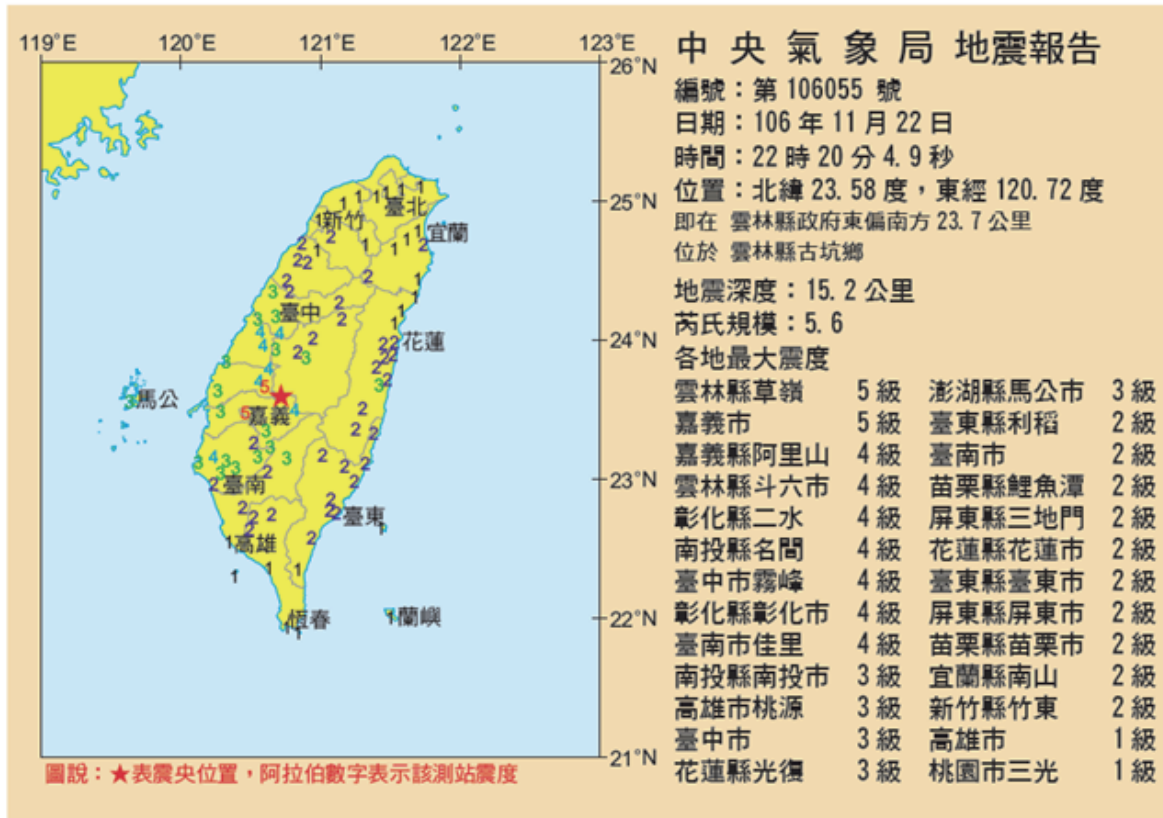 中央氣象局地震報告
編號：第 106055 號
日期：106 年 11 月 22 日
時間：22 時 20 分 4.9 秒
位置：北緯 23.58 度，東經 120.72 度
即在 雲林縣政府東偏南方 23.7 公里
位於 雲林縣古坑鄉
地震深度：15.2 公里
芮氏規模：5.6
各地最大震度
雲林縣草嶺 5 級 澎湖縣馬公市 3 級
嘉義市 5 級 臺東縣利稻 2 級
嘉義縣阿里山 4 級 臺南市 2 級
雲林縣斗六市 4 級 苗栗縣鯉魚潭 2 級
彰化縣二水 4 級 屏東縣三地門 2 級
南投縣名間 4 級 花蓮縣花蓮市 2 級
臺中市霧峰 4 級 臺東縣臺東市 2 級
彰化縣彰化市 4 級 屏東縣屏東市 2 級
臺南市佳里 4 級 苗栗縣苗栗市 2 級
南投縣南投市 3 級 宜蘭縣南山 2 級
高雄市桃源 3 級 新竹縣竹東 2 級
臺中市 3 級 高雄市 1 級
花蓮縣光復 3 級 桃園市三光 1 級
119°E 120°E 121°E 122°E 123°E
26°N
25°N
24°N
23°N
22°N
21°N
臺北
新竹
宜蘭
臺中
花蓮
馬公
嘉義
臺南
臺東
高雄
恆春
蘭嶼
圖說：★表震央位置，阿拉伯數字表示該測站震度